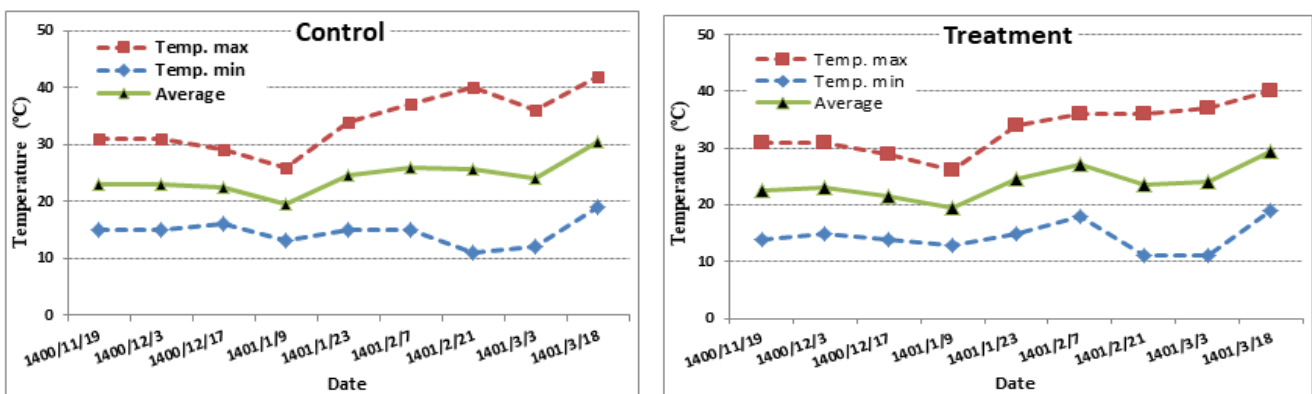 Control
Temp. max
Temp. min
Average
Temperature (°C)
50
40
30
20
10
0
1400/11/19
1400/12/3
1400/12/17
1401/1/9
1401/1/23
1401/2/7
1401/2/21
1401/3/3
1401/3/18
Date
Treatment
Temp. max
Temp. min
Average
Temperature (°C)
50
40
30
20
10
0
1400/11/19
1400/12/3
1400/12/17
1401/1/9
1401/1/23
1401/2/7
1401/2/21
1401/3/3
1401/3/18
Date